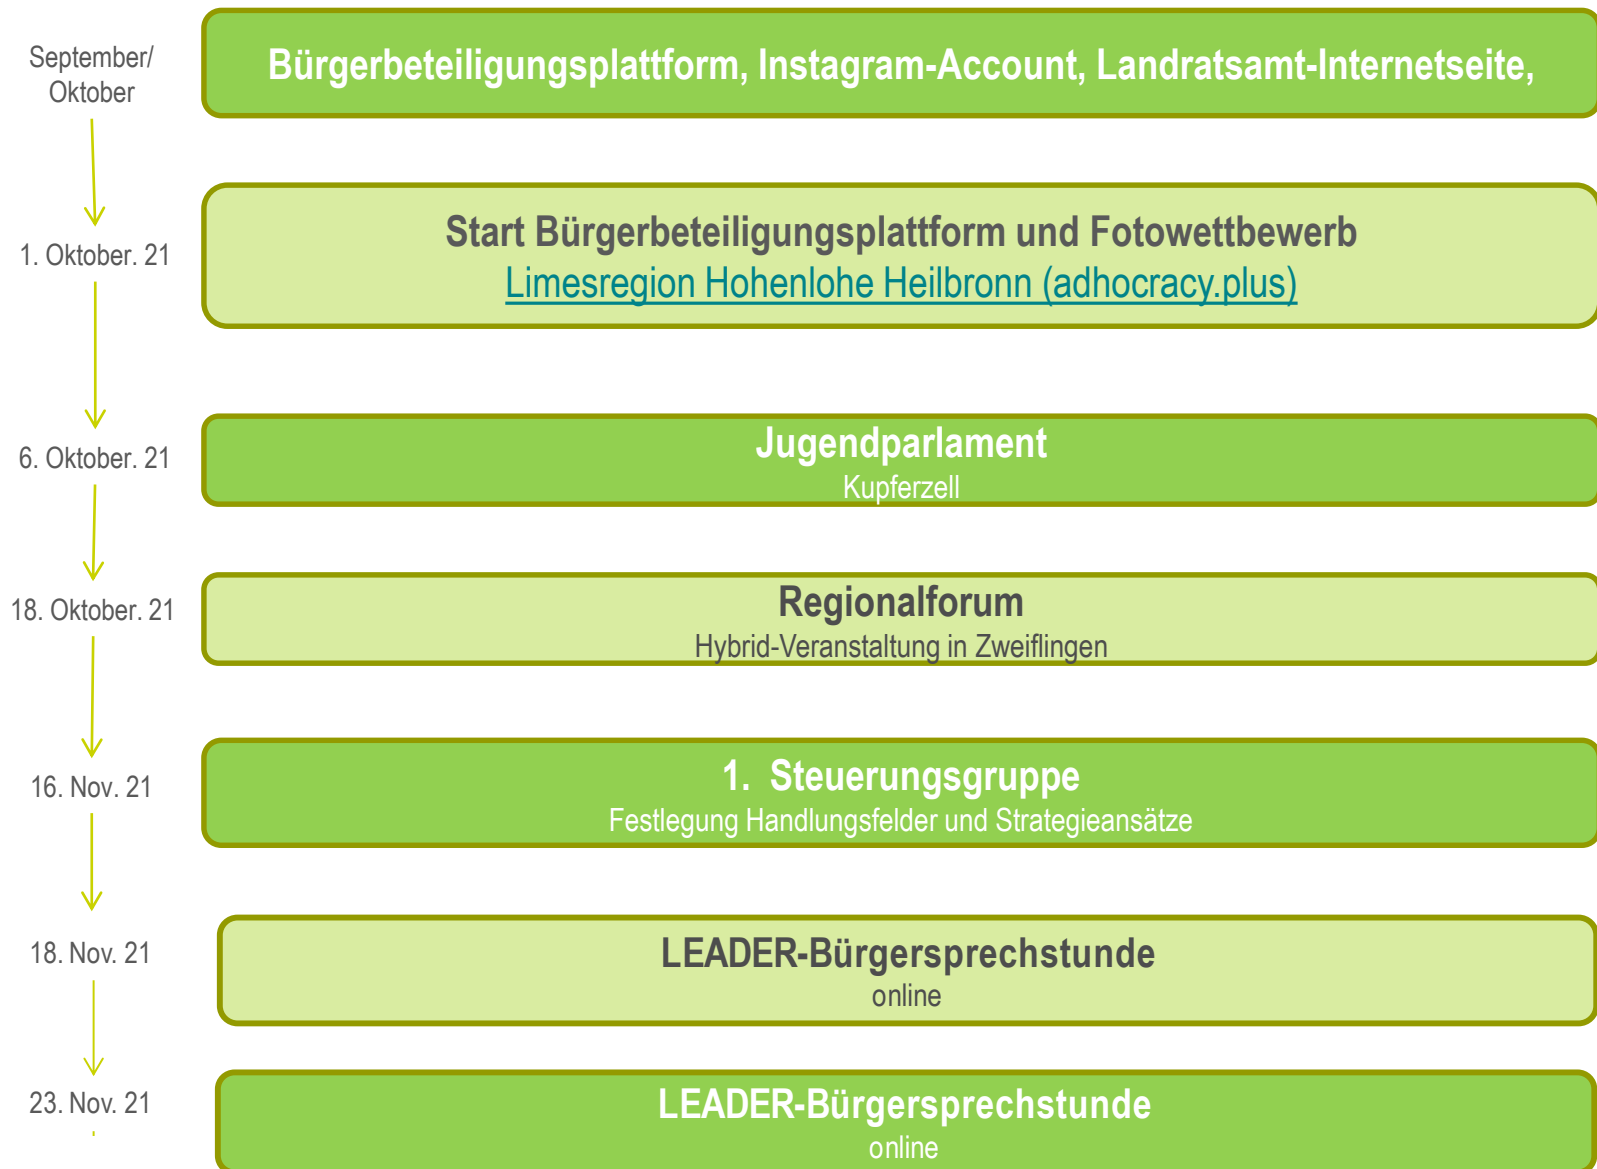 September/
Oktober
Bürgerbeteiligungsplattform, Instagram-Account, Landratsamt-Internetseite,
1. Oktober. 21
Start Bürgerbeteiligungsplattform und Fotowettbewerb
Limesregion Hohenlohe Heilbronn (adhocracy.plus)
6. Oktober. 21
Jugendparlament
Kupferzell
18. Oktober. 21
Regionalforum
Hybrid-Veranstaltung in Zweiflingen
16. Nov. 21
1. Steuerungsgruppe
Festlegung Handlungsfelder und Strategieansätze
18. Nov. 21
LEADER-Bürgersprechstunde
online
23. Nov. 21
LEADER-Bürgersprechstunde
online